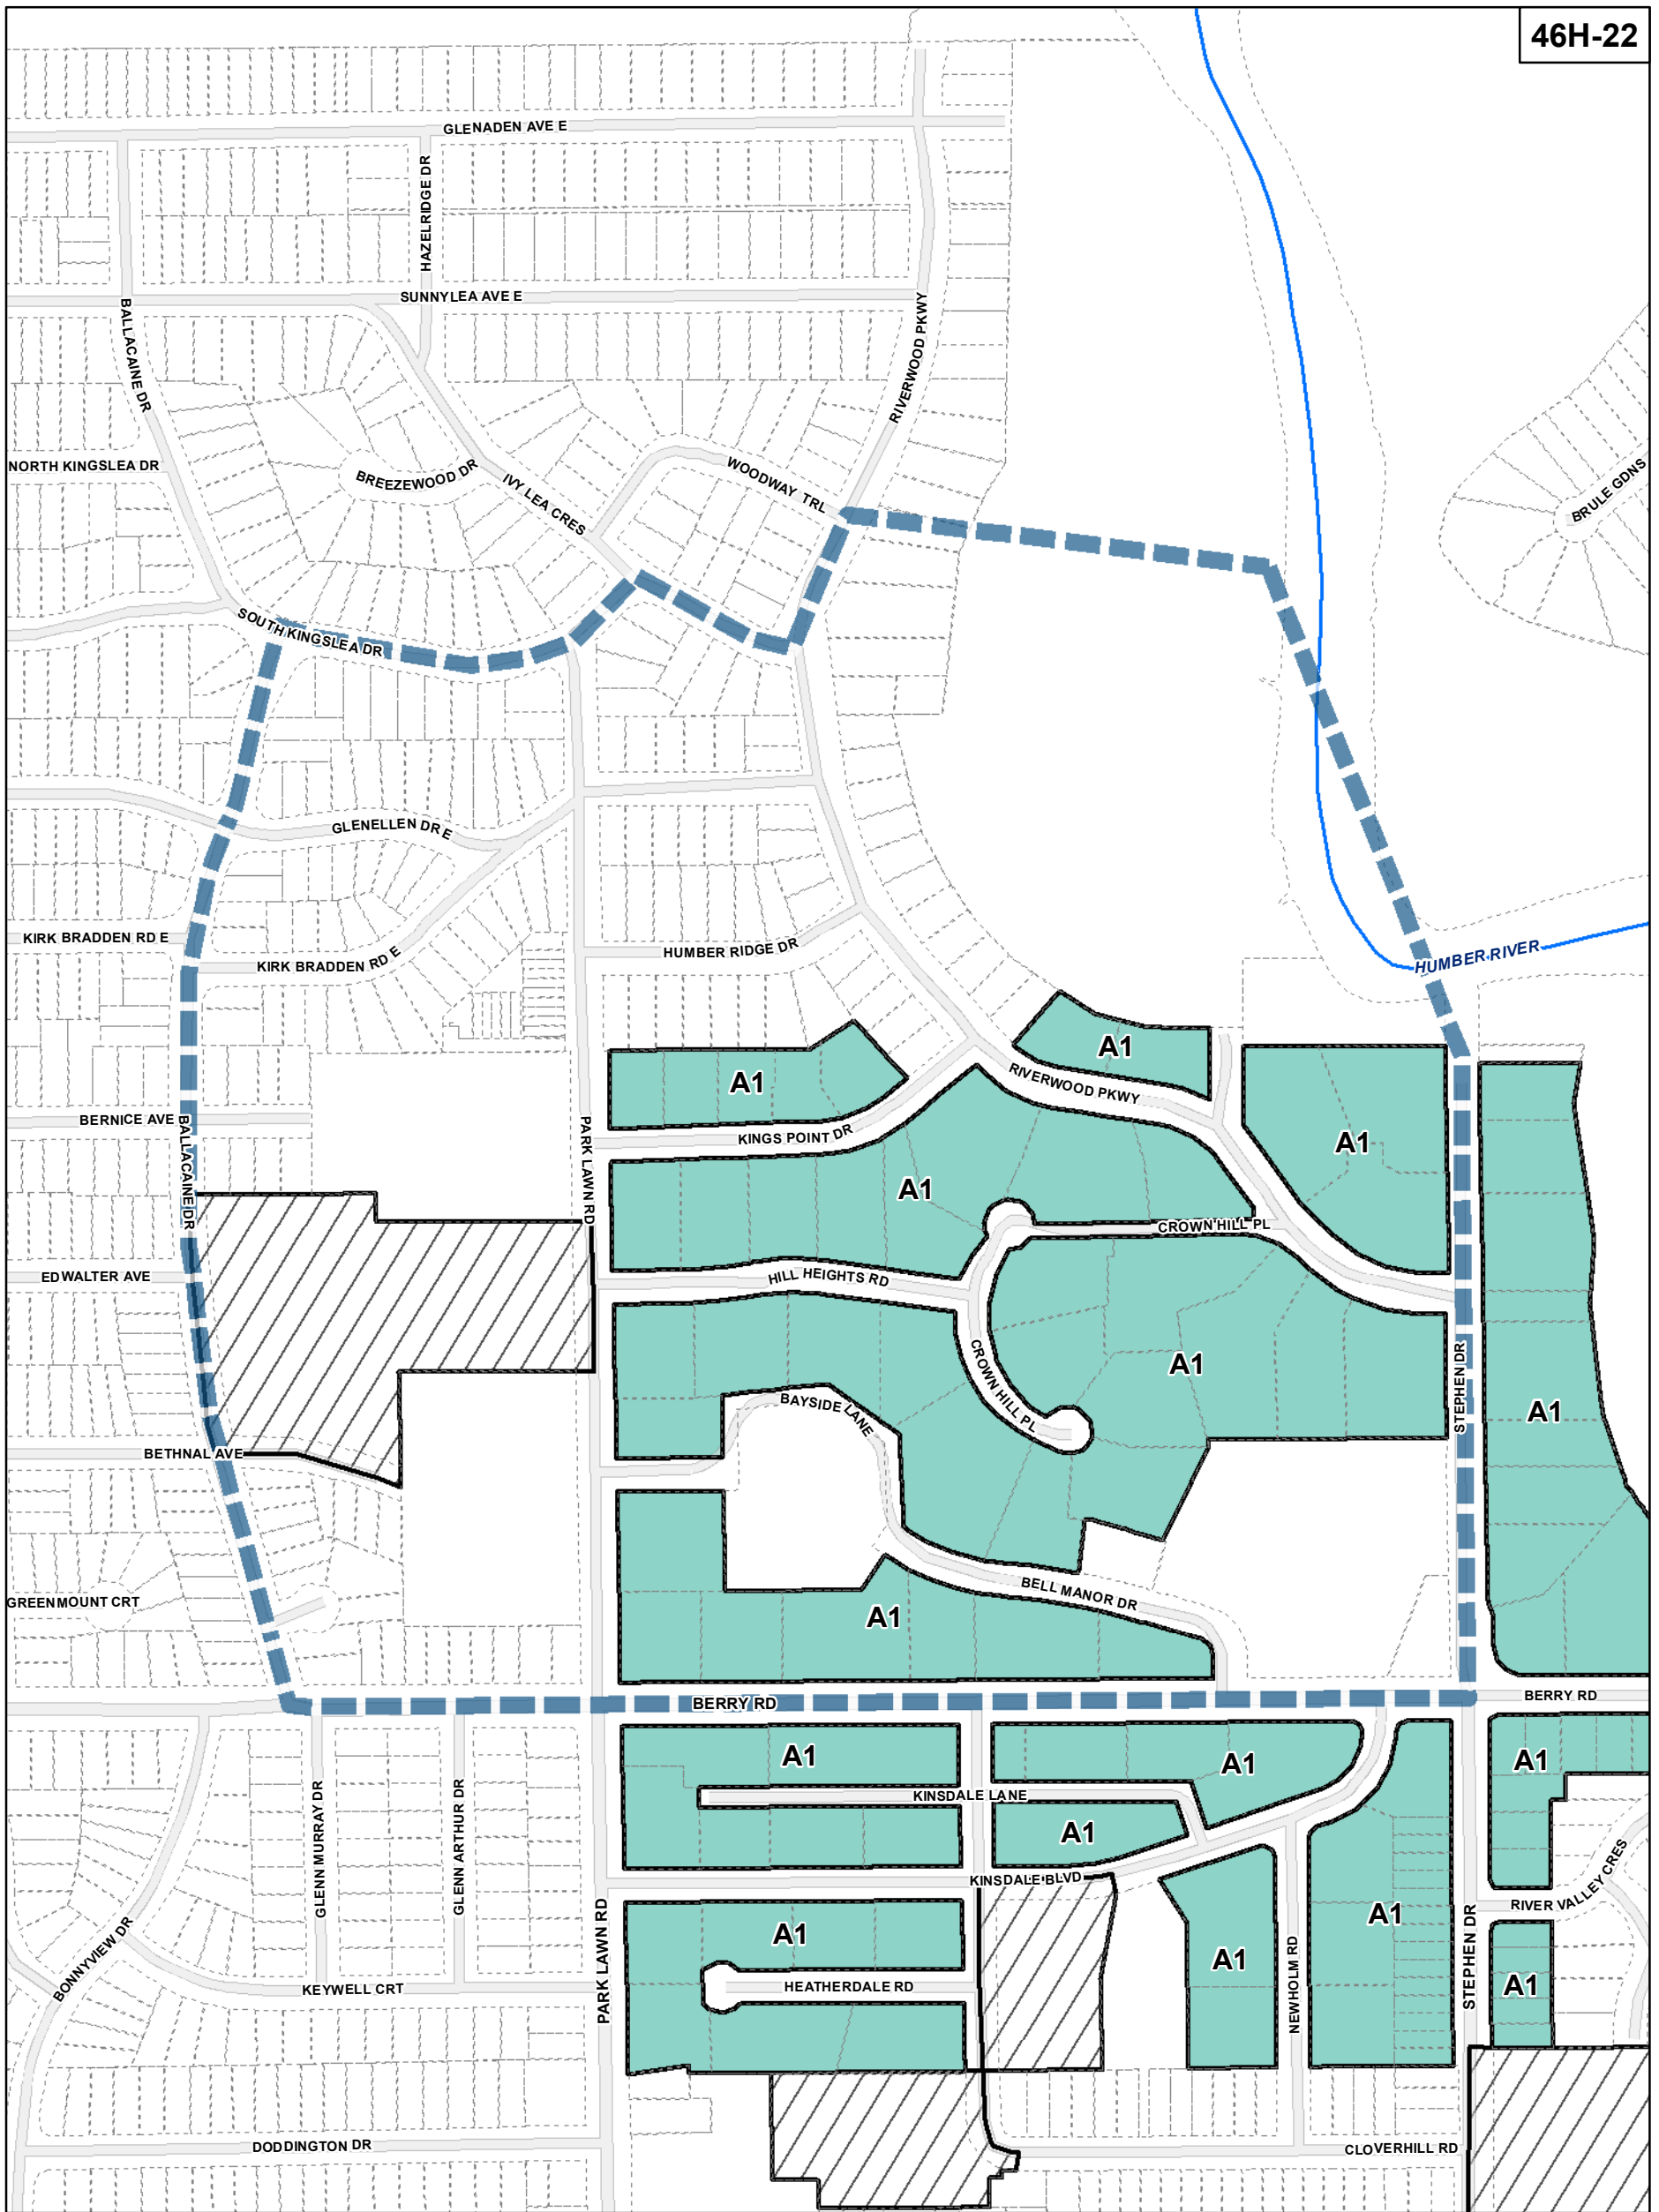 46H-22
GLENADEN AVE E
HAZELRIDGE DR
SUNNYLEA AVE E
BALLACAINE DR
RIVERWOOD PKWY
NORTH KINGSLEA DR
BREEZEWOOD DR
IVY LEA CRES
WOODWAY TRL
BRULE GDNS
SOUTH KINGSLEA DR
GLENELLEN DR E
KIRK BRADDEN RD E
KIRK BRADDEN RD E
HUMBER RIDGE DR
HUMBER RIVER
A1
A1
RIVERWOOD PKWY
BERNICE AVE
BALLACAINE DR
PARK LAWN RD
KINGS POINT DR
A1
A1
CROWN HILL PL
EDWALTER AVE
HILL HEIGHTS RD
CROWN HILL PL
A1
STEPHEN DR
A1
BAYSIDE LANE
BETHNAL AVE
GREENMOUNT CRT
BELL MANOR DR
A1
BERRY RD
BERRY RD
A1
A1
A1
KINSDALE LANE
A1
GLENN MURRAY DR
GLENN ARTHUR DR
KINSDALE BLVD
RIVER VALLEY CRES
BONNYVIEW DR
PARK LAWN RD
A1
A1
A1
NEWHOLM RD
STEPHEN DR
A1
KEYWELL CRT
HEATHERDALE RD
DODDINGTON DR
CLOVERHILL RD